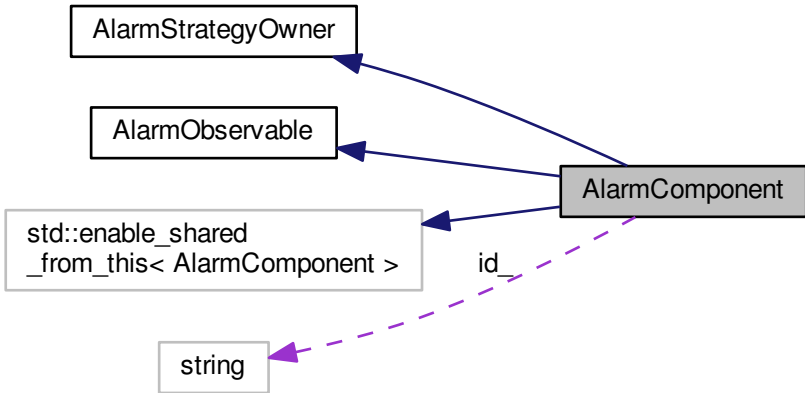 AlarmStrategyOwner
AlarmObservable
AlarmComponent
std::enable_shared
_from_this< AlarmComponent >
id_
string